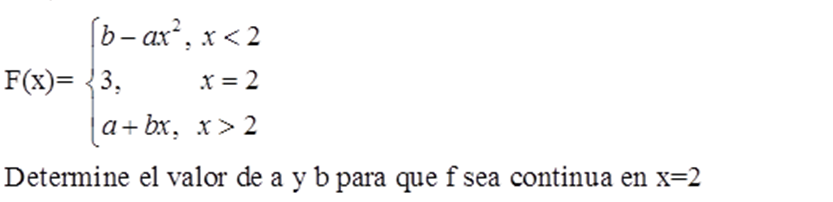 b – ax², x < 2
F(x)= { 3, x = 2
a + bx, x > 2
Determine el valor de a y b para que f sea continua en x=2